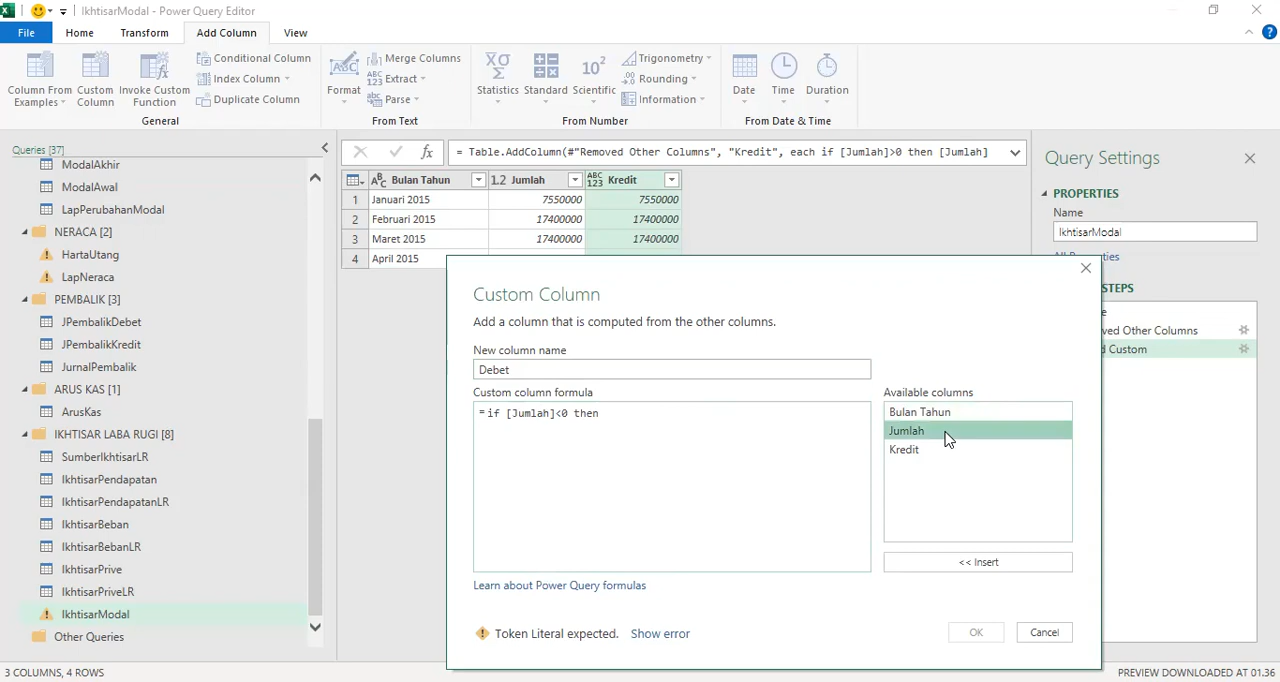 IkhtisarModal - Power Query Editor
File Home Transform Add Column View
Column From Examples
Custom Column
Invoke Custom Function
Conditional Column
Index Column
Duplicate Column
General
Format
Merge Columns
Extract
Parse
From Text
Statistics
Standard
Scientific
Trigonometry
Rounding
Information
From Number
Date
Time
Duration
From Date & Time
Queries [37]
ModalAkhir
ModalAwal
LapPerubahanModal
NERACA [2]
HartaUtang
LapNeraca
PEMBALIK [3]
JPembalikDebet
JPembalikKredit
JurnalPembalik
ARUS KAS [1]
ArusKas
IKHTISAR LABA RUGI [8]
SumberIkhtisarLR
IkhtisarPendapatan
IkhtisarPendapatanLR
IkhtisarBeban
IkhtisarBebanLR
IkhtisarPrive
IkhtisarPriveLR
IkhtisarModal
Other Queries
fx = Table.AddColumn(#"Removed Other Columns", "Kredit", each if [Jumlah]>0 then [Jumlah]
Bulan Tahun 1.2 Jumlah ABC 123 Kredit
1 Januari 2015 7550000 7550000
2 Februari 2015 17400000 17400000
3 Maret 2015 17400000 17400000
4 April 2015
Custom Column
Add a column that is computed from the other columns.
New column name
Debet
Custom column formula
=if [Jumlah]<0 then
Available columns
Bulan Tahun
Jumlah
Kredit
<< Insert
Learn about Power Query formulas
Token Literal expected. Show error
OK Cancel
Query Settings
PROPERTIES
Name
IkhtisarModal
ties
STEPS
ved Other Columns
d Custom
3 COLUMNS, 4 ROWS
PREVIEW DOWNLOADED AT 01.36